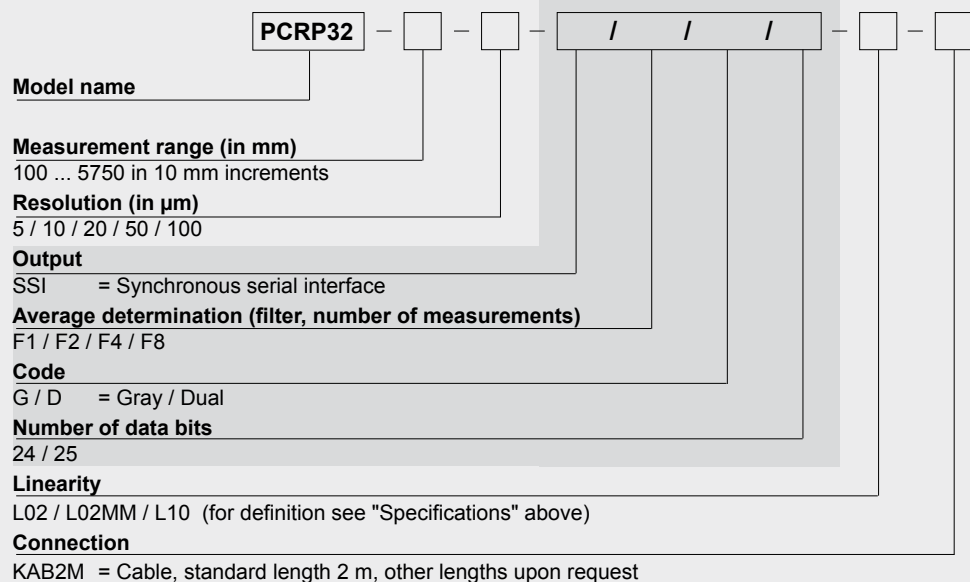 PCRP32 – – – / / / – –
Model name
Measurement range (in mm)
100 ... 5750 in 10 mm increments
Resolution (in µm)
5 / 10 / 20 / 50 / 100
Output
SSI = Synchronous serial interface
Average determination (filter, number of measurements)
F1 / F2 / F4 / F8
Code
G / D = Gray / Dual
Number of data bits
24 / 25
Linearity
L02 / L02MM / L10 (for definition see "Specifications" above)
Connection
KAB2M = Cable, standard length 2 m, other lengths upon request